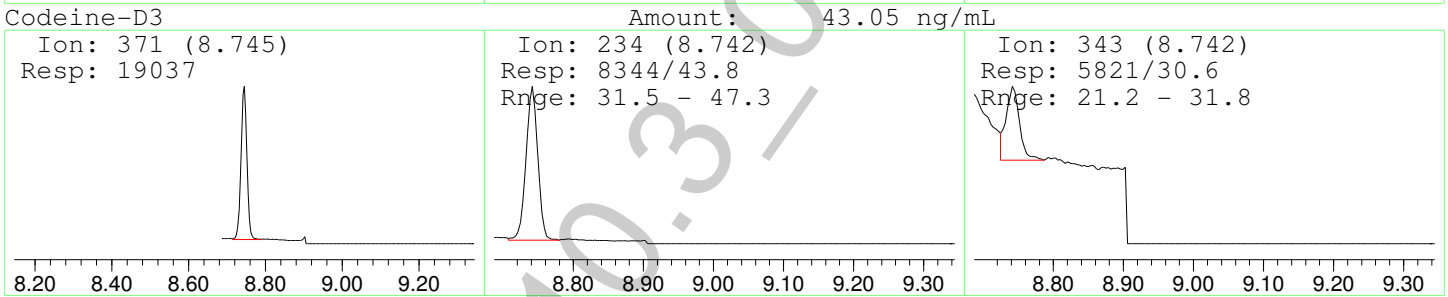 Codeine-D3 Amount: 43.05 ng/mL
Ion: 371 (8.745)
Resp: 19037
8.20 8.40 8.60 8.80 9.00 9.20
Ion: 234 (8.742)
Resp: 8344/43.8
Rnge: 31.5 - 47.3
8.80 8.90 9.00 9.10 9.20 9.30
Ion: 343 (8.742)
Resp: 5821/30.6
Rnge: 21.2 - 31.8
8.80 8.90 9.00 9.10 9.20 9.30